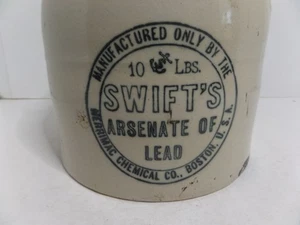 MANUFACTURED ONLY BY THE
10 LBS.
SWIFT'S
ARSENATE OF
LEAD
MERRIMAC CHEMICAL CO., BOSTON, U.S.A.